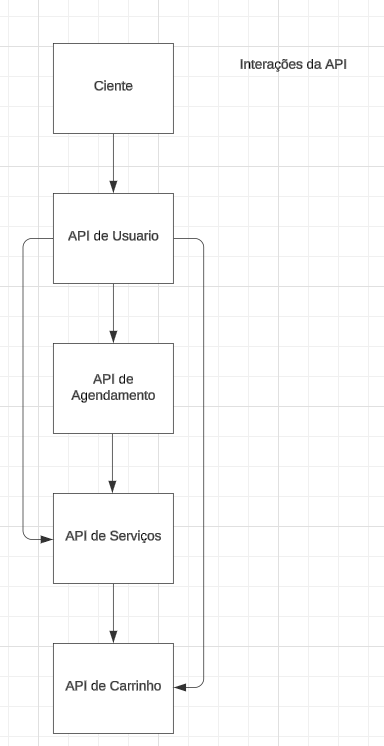 Ciente
Interações da API
API de Usuario
API de
Agendamento
API de Serviços
API de Carrinho